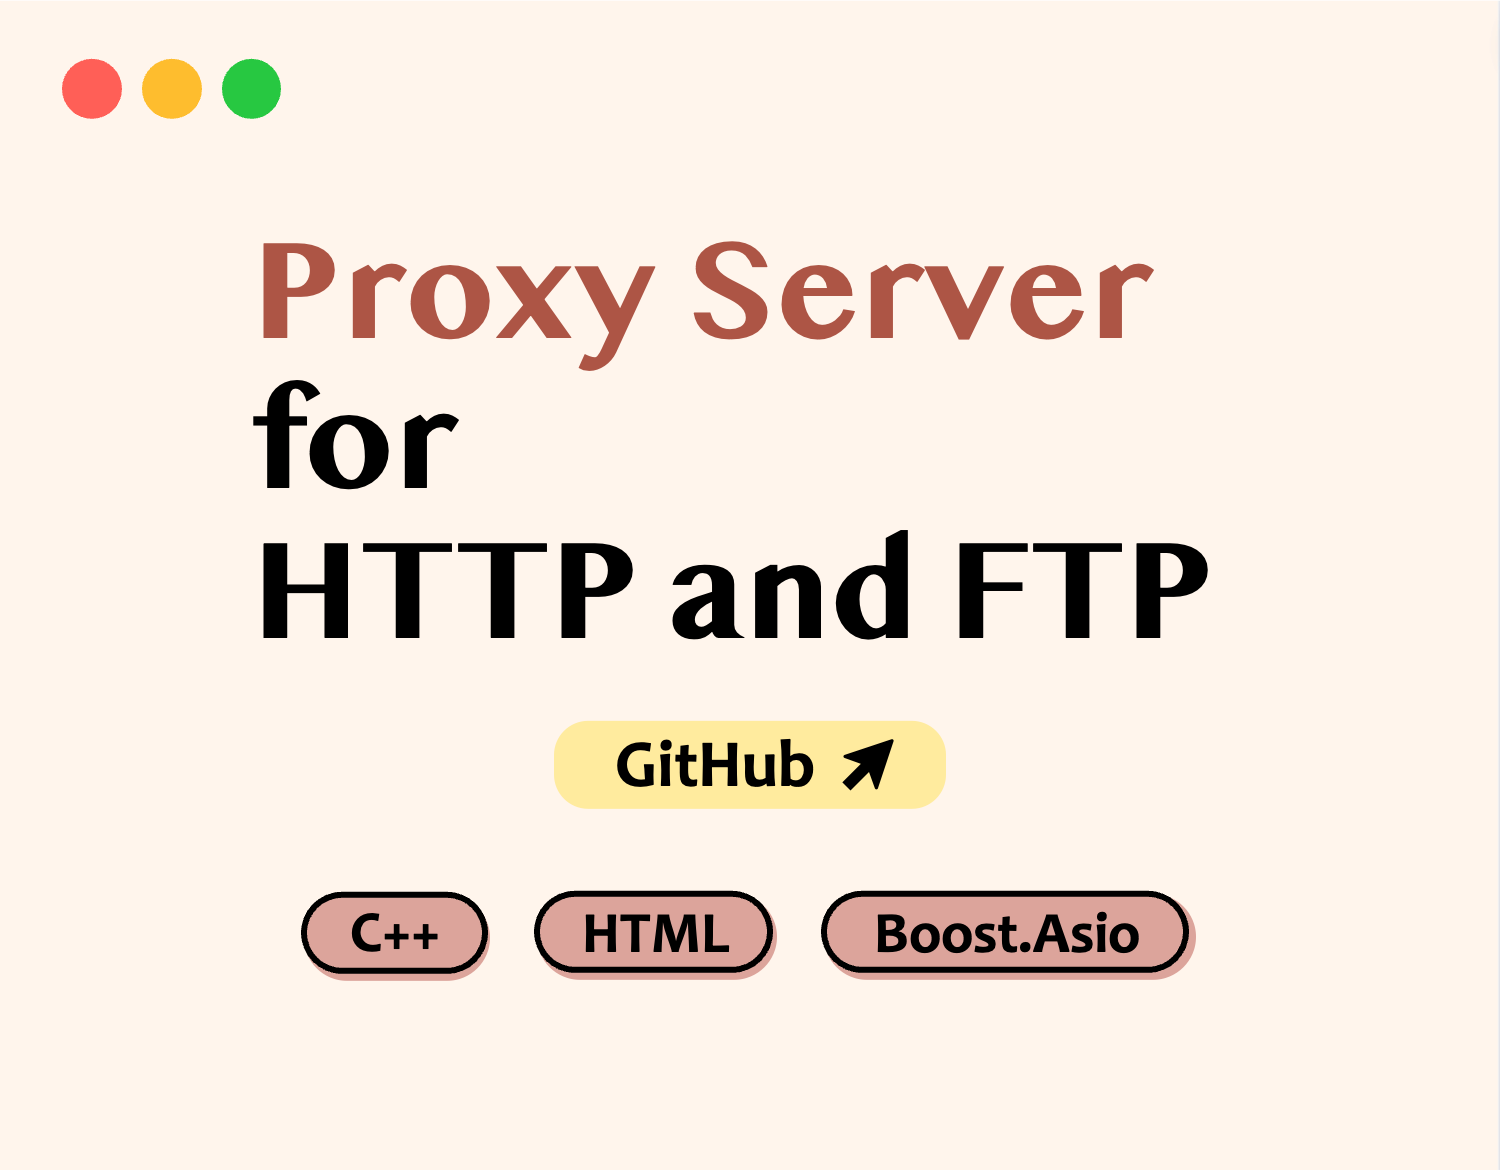 Proxy Server
for
HTTP and FTP
GitHub
C++
HTML
Boost.Asio